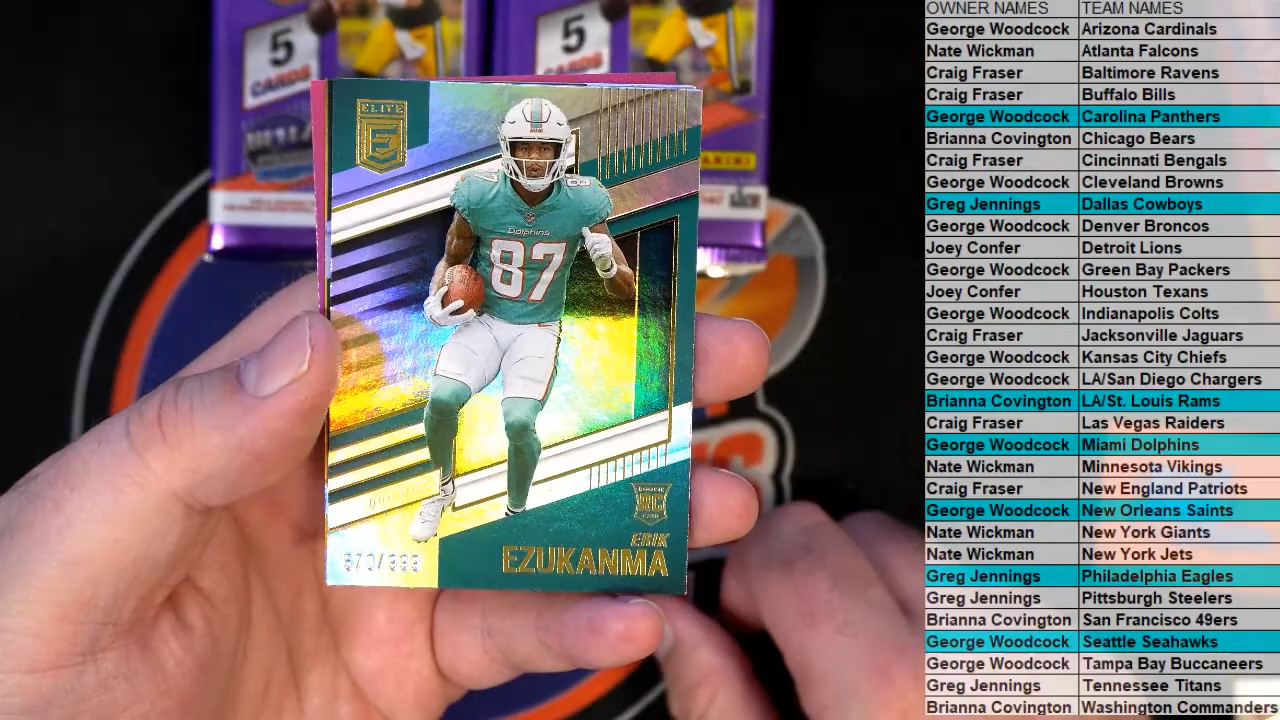 5
CARDS
5
PANINI
ELITE
E
Dolphins
87
ROOKIE
ERIK
EZUKANMA
OWNER NAMES TEAM NAMES
George Woodcock Arizona Cardinals
Nate Wickman Atlanta Falcons
Craig Fraser Baltimore Ravens
Craig Fraser Buffalo Bills
George Woodcock Carolina Panthers
Brianna Covington Chicago Bears
Craig Fraser Cincinnati Bengals
George Woodcock Cleveland Browns
Greg Jennings Dallas Cowboys
George Woodcock Denver Broncos
Joey Confer Detroit Lions
George Woodcock Green Bay Packers
Joey Confer Houston Texans
George Woodcock Indianapolis Colts
Craig Fraser Jacksonville Jaguars
George Woodcock Kansas City Chiefs
George Woodcock LA/San Diego Chargers
Brianna Covington LA/St. Louis Rams
Craig Fraser Las Vegas Raiders
George Woodcock Miami Dolphins
Nate Wickman Minnesota Vikings
Craig Fraser New England Patriots
George Woodcock New Orleans Saints
Nate Wickman New York Giants
Nate Wickman New York Jets
Greg Jennings Philadelphia Eagles
Greg Jennings Pittsburgh Steelers
Brianna Covington San Francisco 49ers
George Woodcock Seattle Seahawks
George Woodcock Tampa Bay Buccaneers
Greg Jennings Tennessee Titans
Brianna Covington Washington Commanders